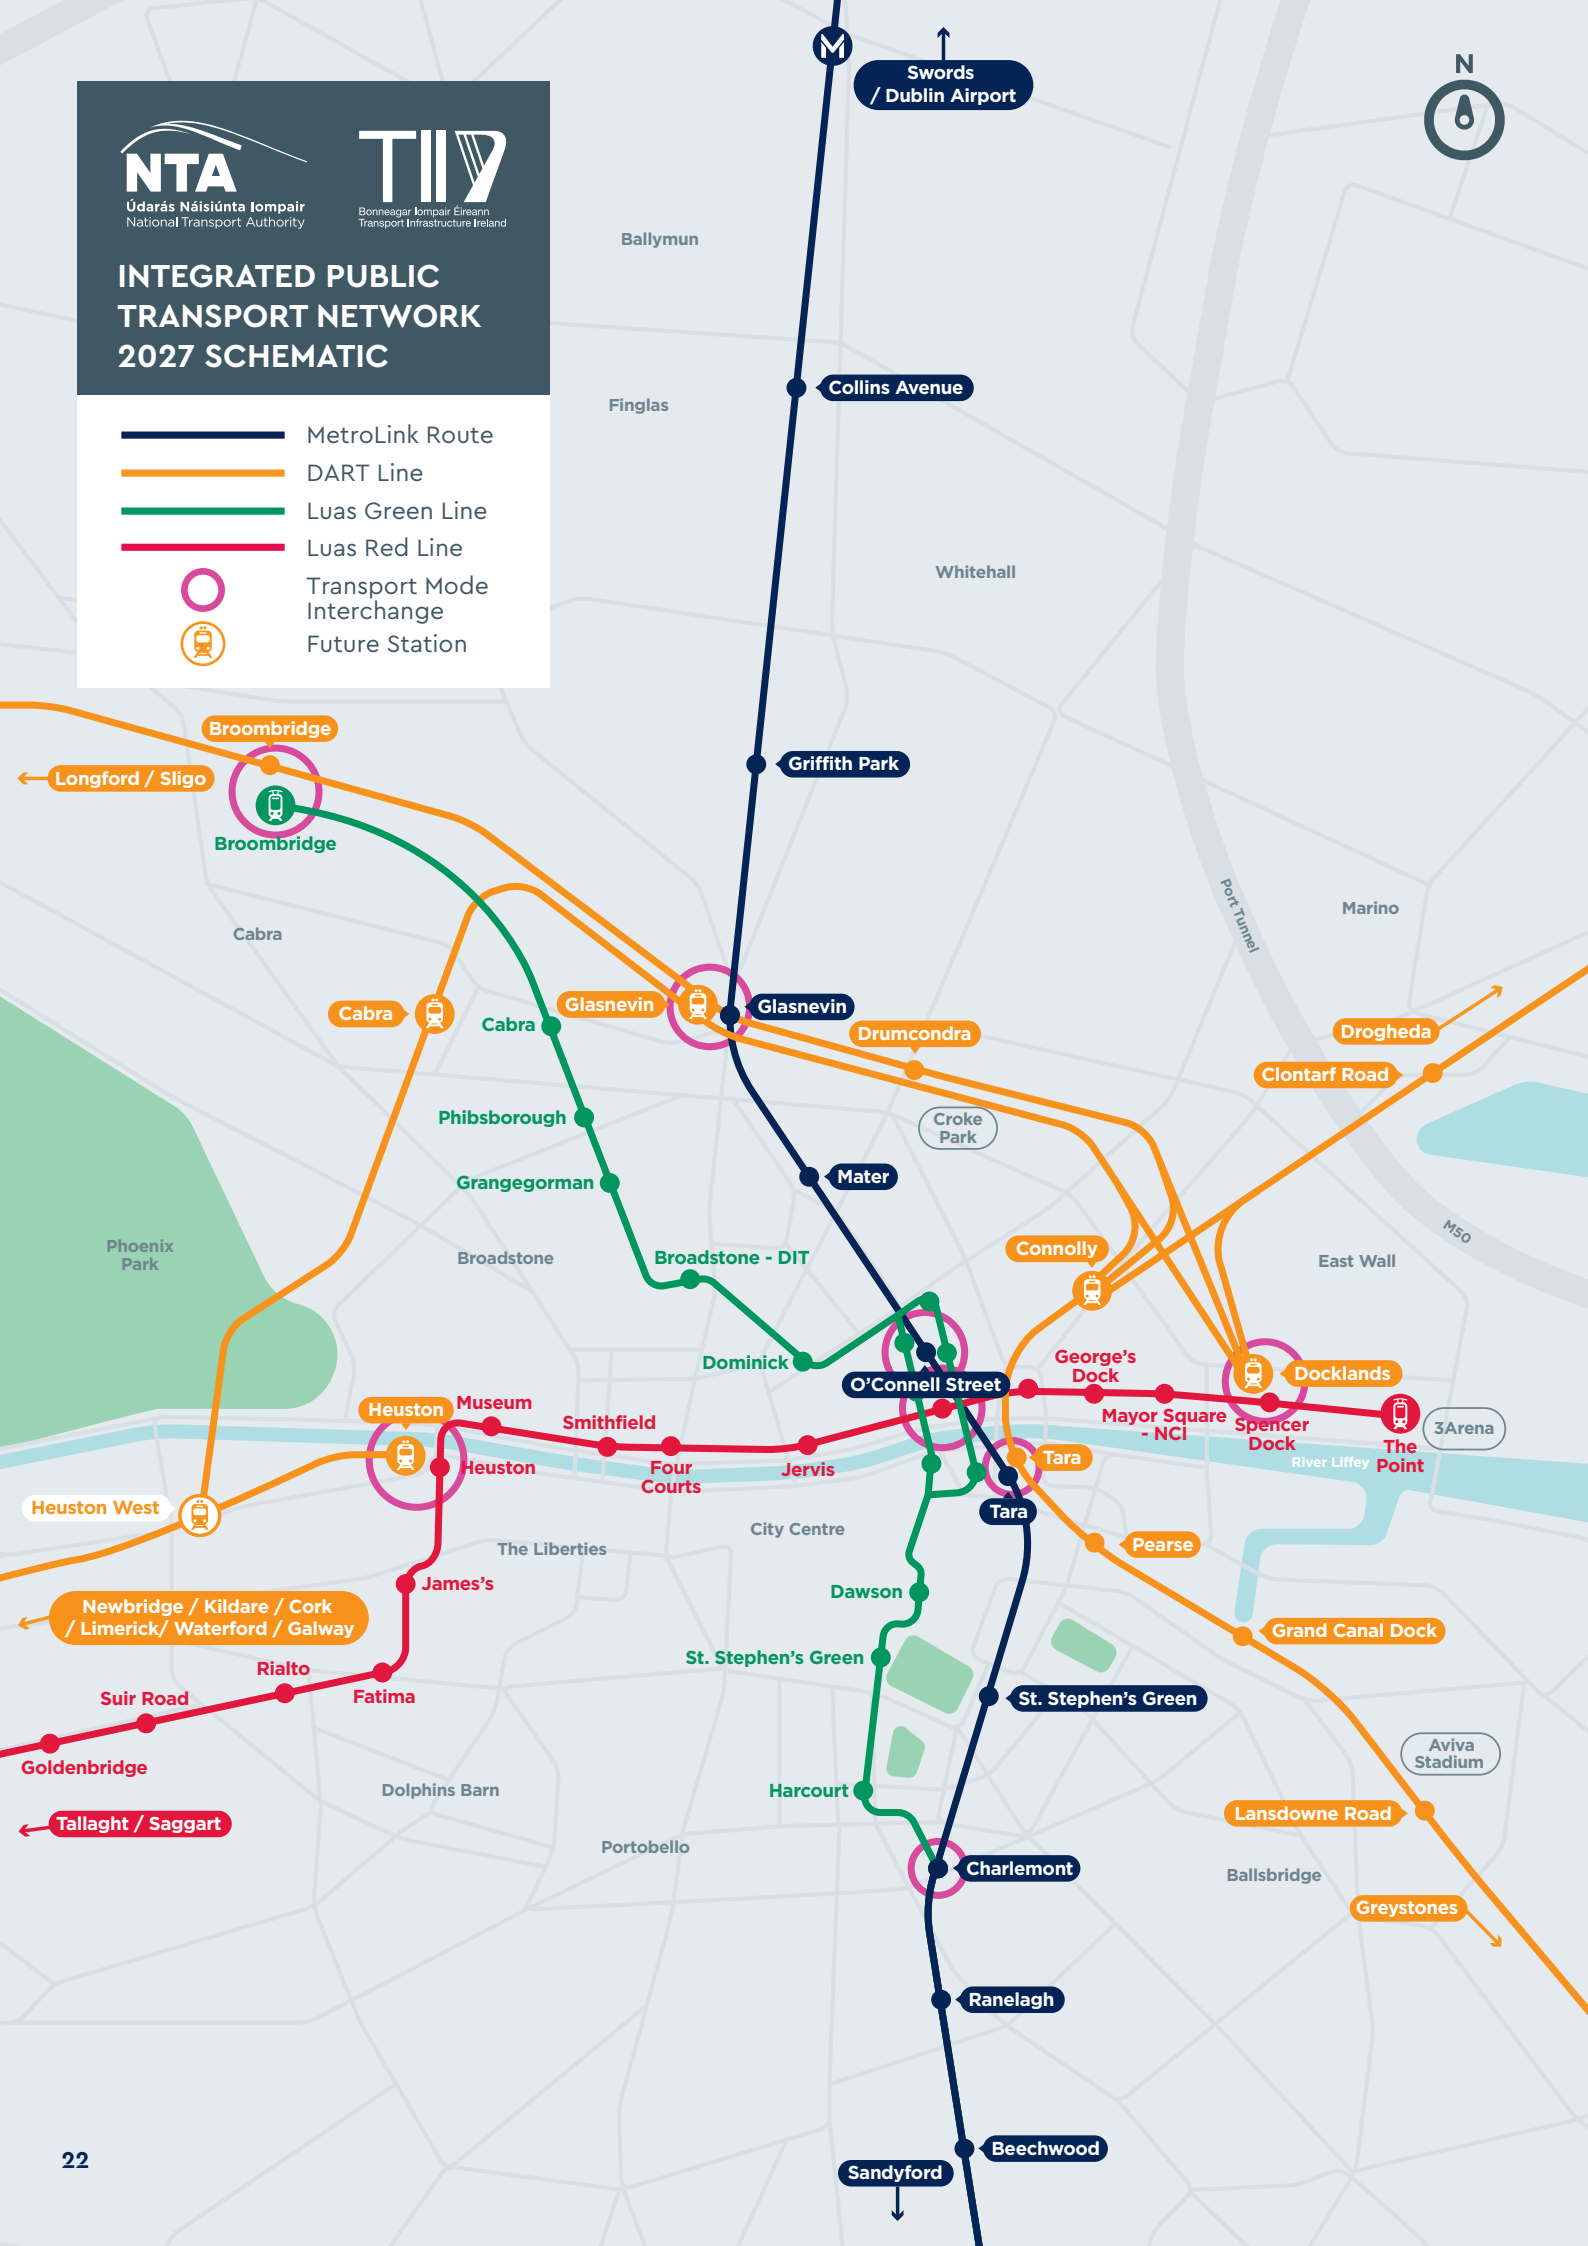 Swords
/ Dublin Airport
N
NTA
Údarás Náisiúnta Iompair
National Transport Authority
TII
Bonneagar Iompair Éireann
Transport Infrastructure Ireland
INTEGRATED PUBLIC
TRANSPORT NETWORK
2027 SCHEMATIC
MetroLink Route
DART Line
Luas Green Line
Luas Red Line
Transport Mode
Interchange
Future Station
Ballymun
Collins Avenue
Finglas
Whitehall
Broombridge
Longford / Sligo
Griffith Park
Broombridge
Port Tunnel
Marino
Cabra
Cabra
Glasnevin
Glasnevin
Cabra
Drumcondra
Drogheda
Clontarf Road
Phibsborough
Croke
Park
Mater
Grangegorman
Phoenix
Park
Broadstone
Broadstone - DIT
Connolly
M50
East Wall
Dominick
George's
Dock
O'Connell Street
Docklands
Museum
Heuston
Smithfield
Mayor Square
- NCI
Spencer
Dock
3Arena
The
Point
River Liffey
Heuston
Four
Courts
Jervis
Tara
Heuston West
Tara
City Centre
Pearse
The Liberties
James's
Dawson
Newbridge / Kildare / Cork
/ Limerick/ Waterford / Galway
Grand Canal Dock
St. Stephen's Green
Rialto
Suir Road
Fatima
St. Stephen's Green
Goldenbridge
Aviva
Stadium
Dolphins Barn
Harcourt
Tallaght / Saggart
Lansdowne Road
Portobello
Charlemont
Ballsbridge
Greystones
Ranelagh
Beechwood
22
Sandyford